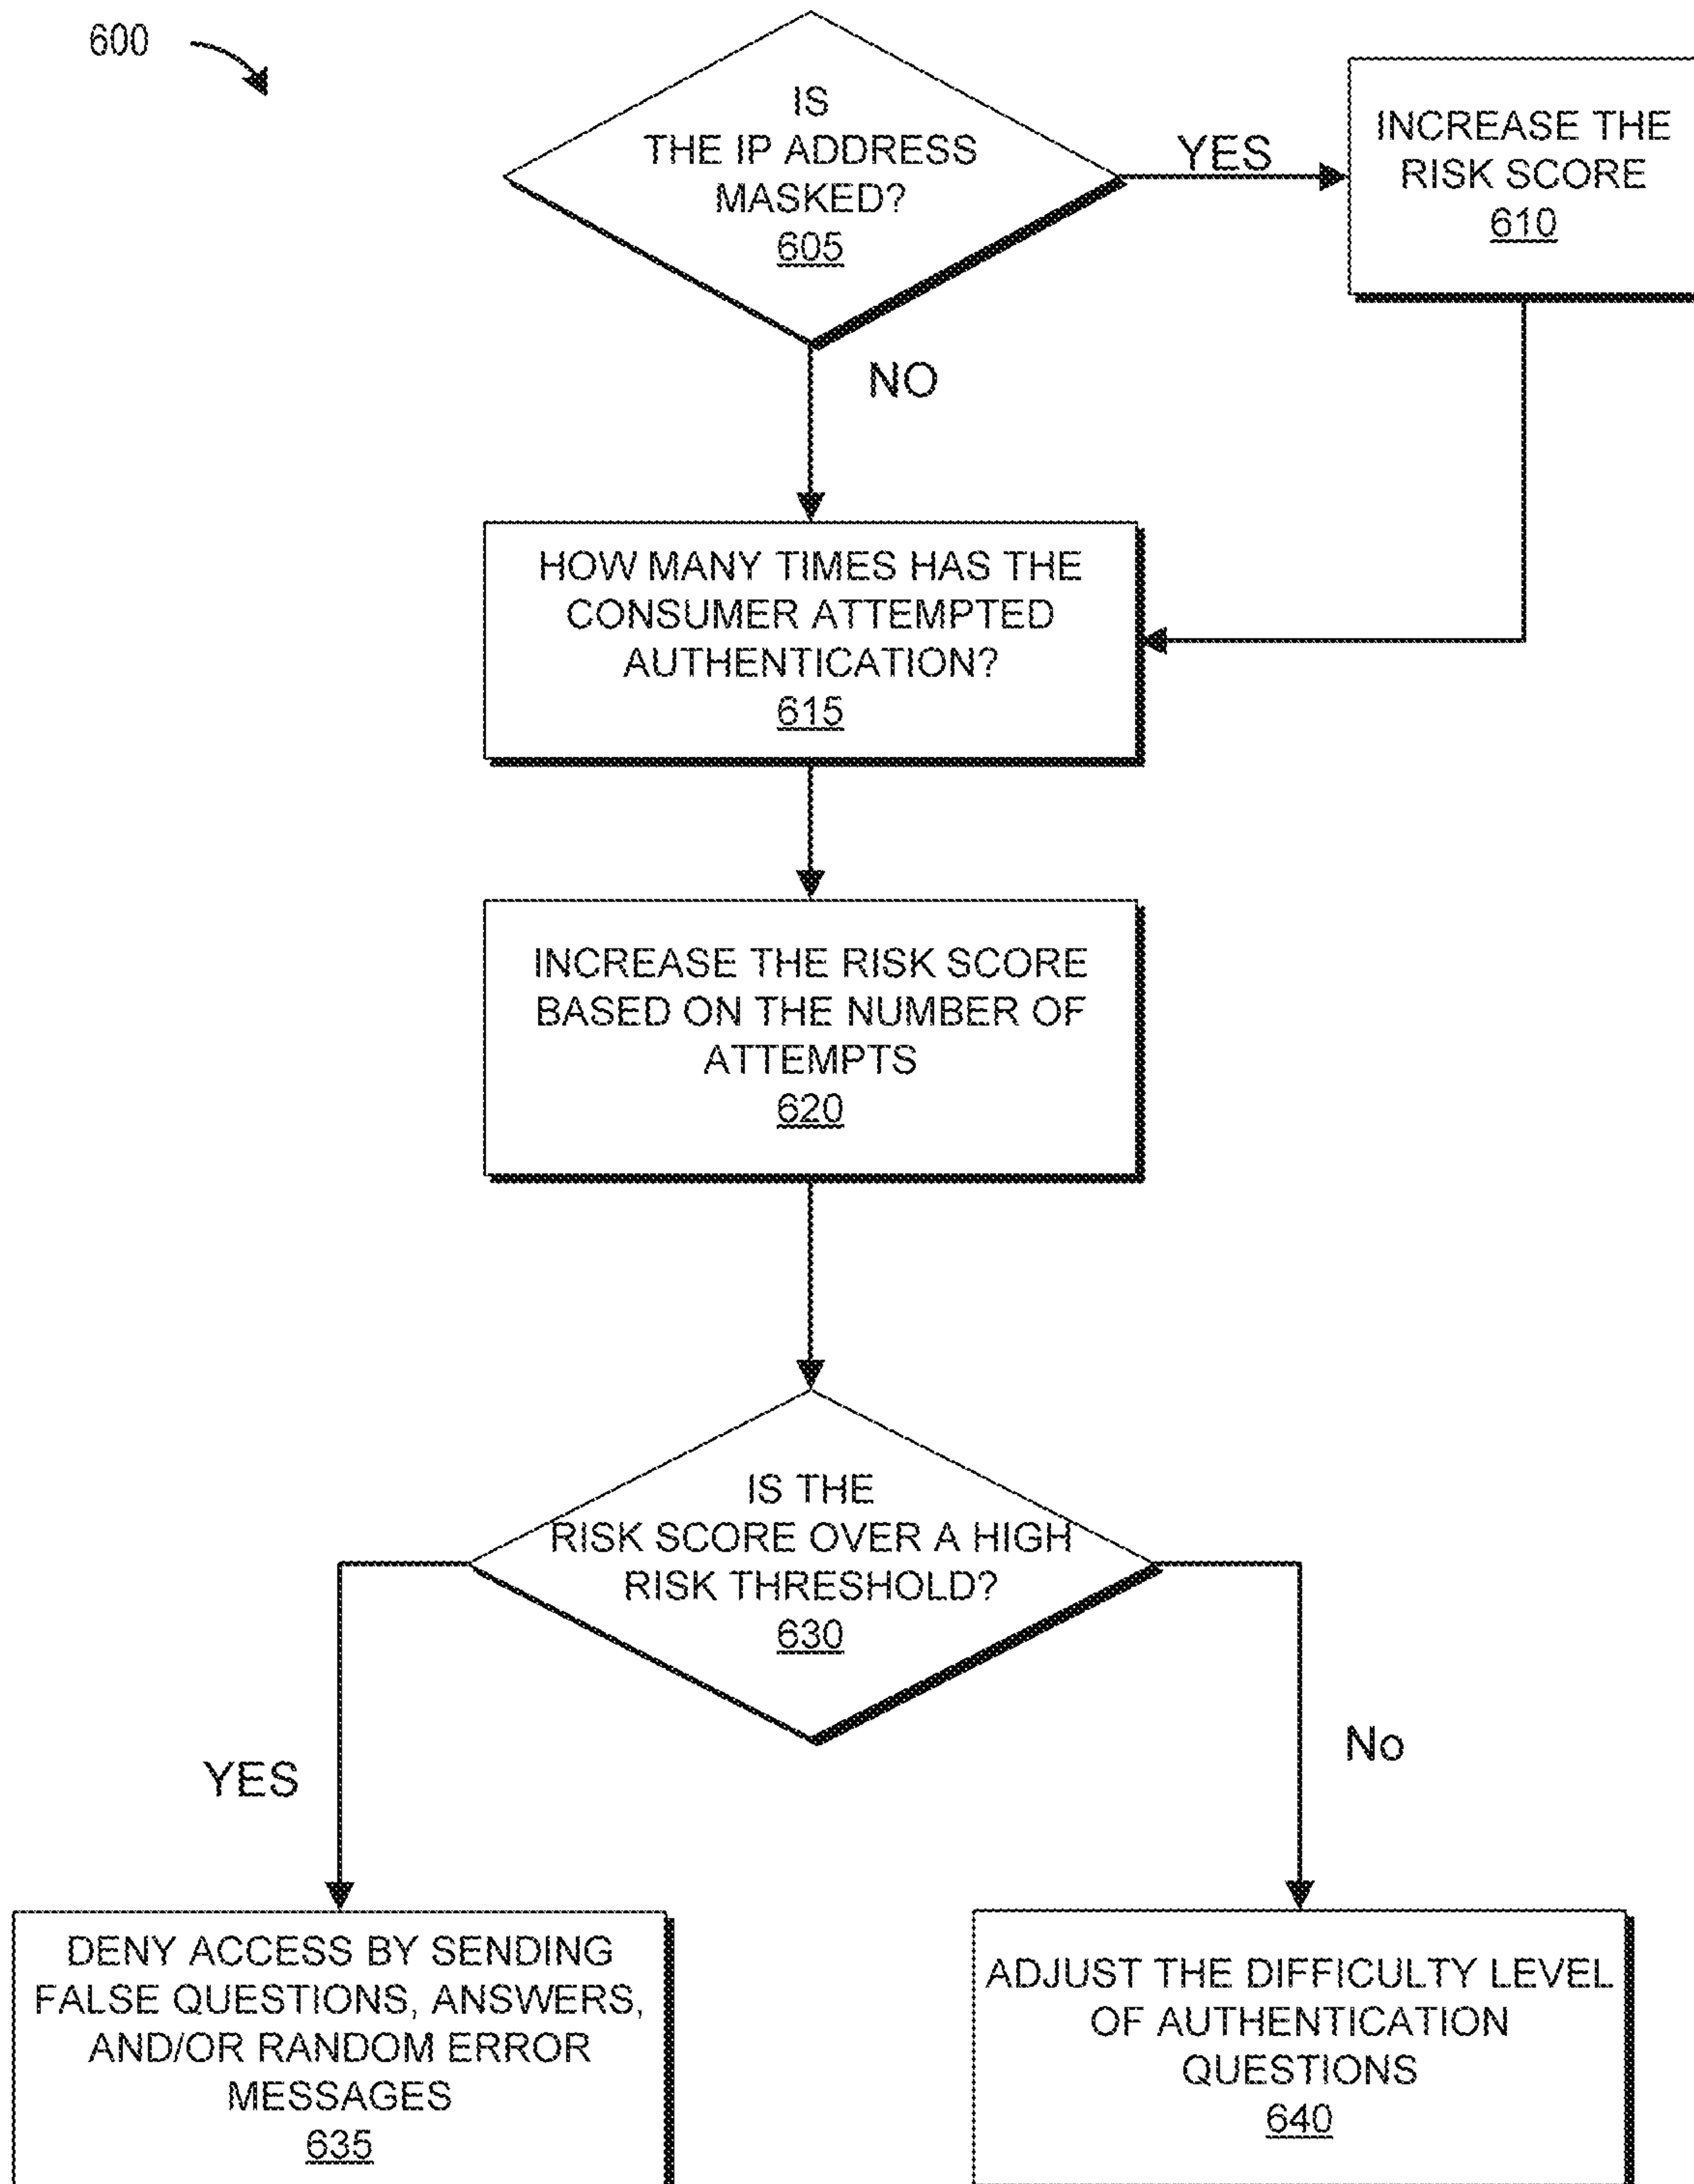 600
IS
THE IP ADDRESS
MASKED?
605
YES
INCREASE THE
RISK SCORE
610
NO
HOW MANY TIMES HAS THE
CONSUMER ATTEMPTED
AUTHENTICATION?
615
INCREASE THE RISK SCORE
BASED ON THE NUMBER OF
ATTEMPTS
620
IS THE
RISK SCORE OVER A HIGH
RISK THRESHOLD?
630
YES
No
DENY ACCESS BY SENDING
FALSE QUESTIONS, ANSWERS,
AND/OR RANDOM ERROR
MESSAGES
635
ADJUST THE DIFFICULTY LEVEL
OF AUTHENTICATION
QUESTIONS
640